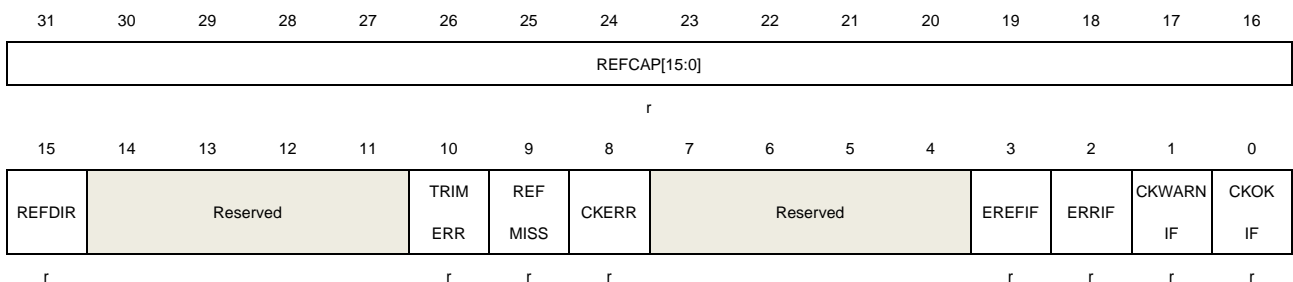 31 30 29 28 27 26 25 24 23 22 21 20 19 18 17 16
REFCAP[15:0]
r
15 14 13 12 11 10 9 8 7 6 5 4 3 2 1 0
REFDIR Reserved TRIM ERR REF MISS CKERR Reserved EREFIF ERRIF CKWARN IF CKOK IF
r r r r r r r r